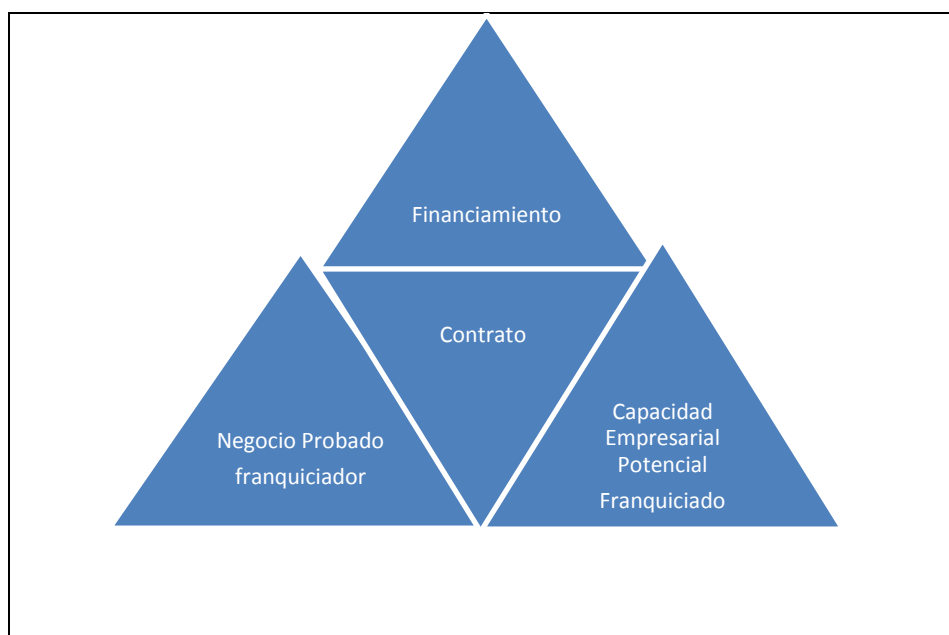 Financiamiento
Contrato
Negocio Probado
franquiciador
Capacidad
Empresarial
Potencial
Franquiciado